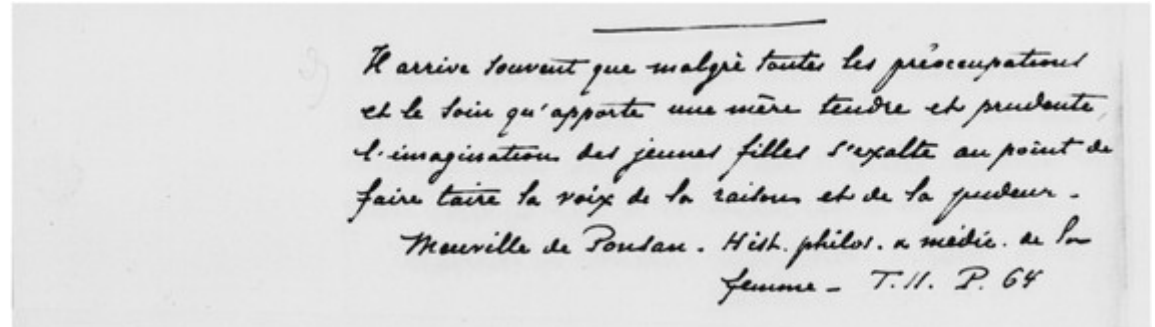 Il arrive souvent que malgré toutes les préoccupations
et le soin qu'apporte une mère tendre et prudente,
l'imagination des jeunes filles s'exalte au point de
faire taire la voix de la raison et de la pudeur -
Menville de Ponsan. Hist. philos. & médic. de la
femme - T. II. P. 64